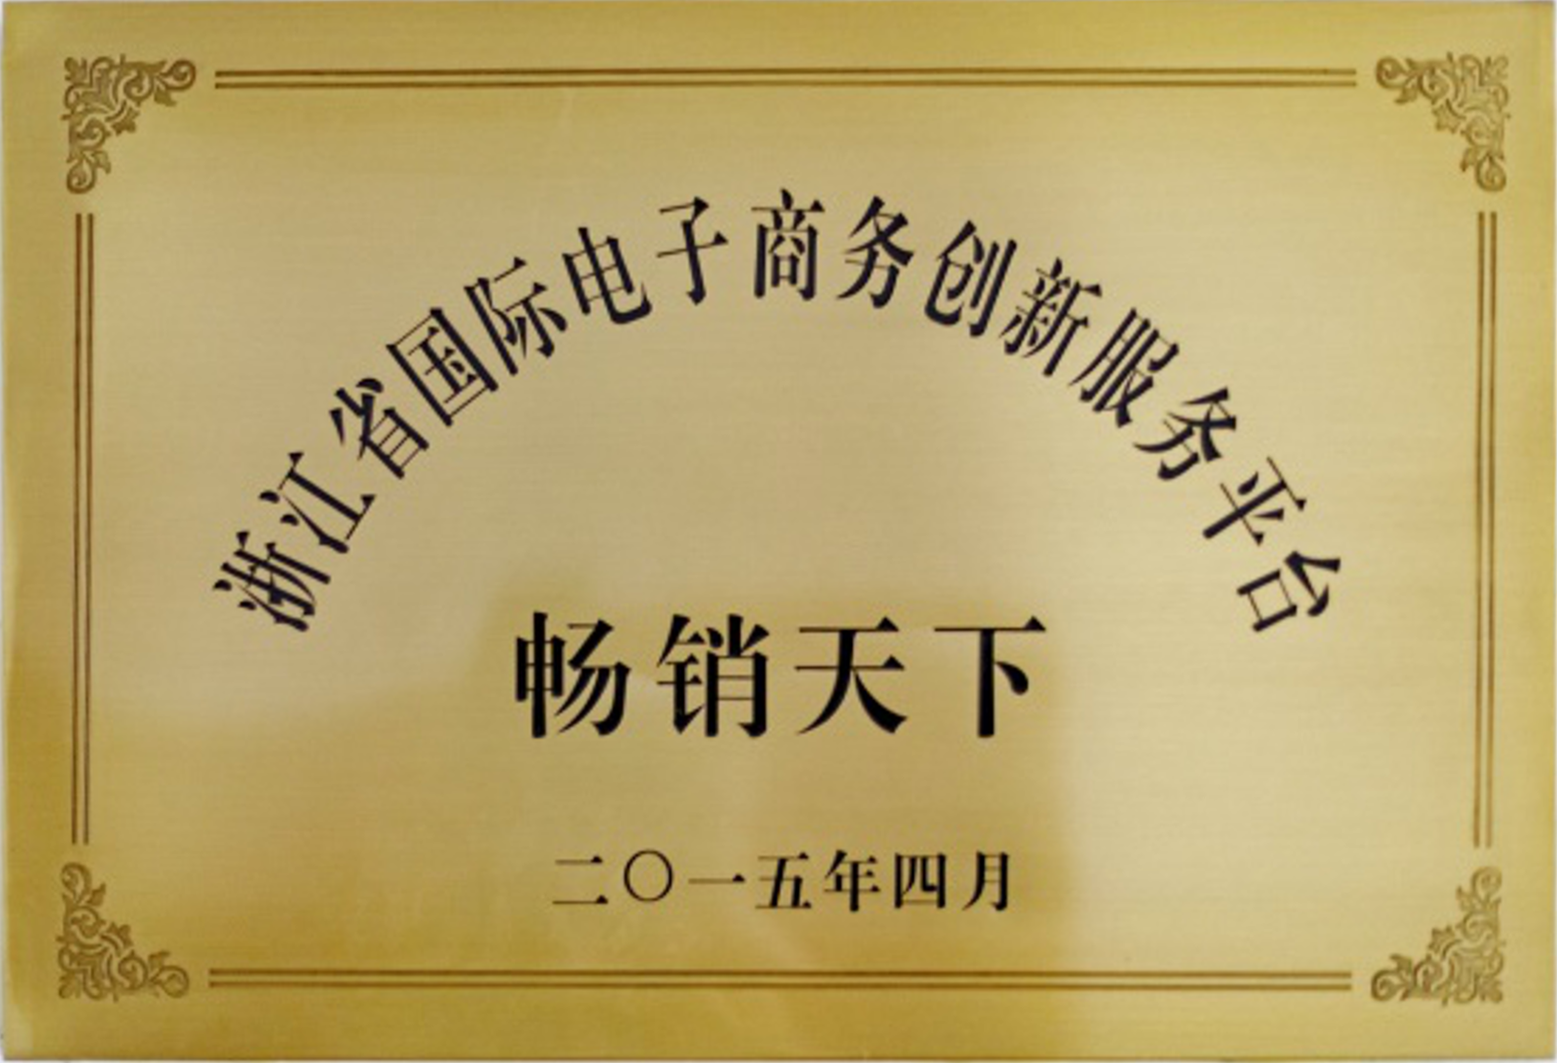 浙江省国际电子商务创新服务平台
畅销天下
二〇一五年四月